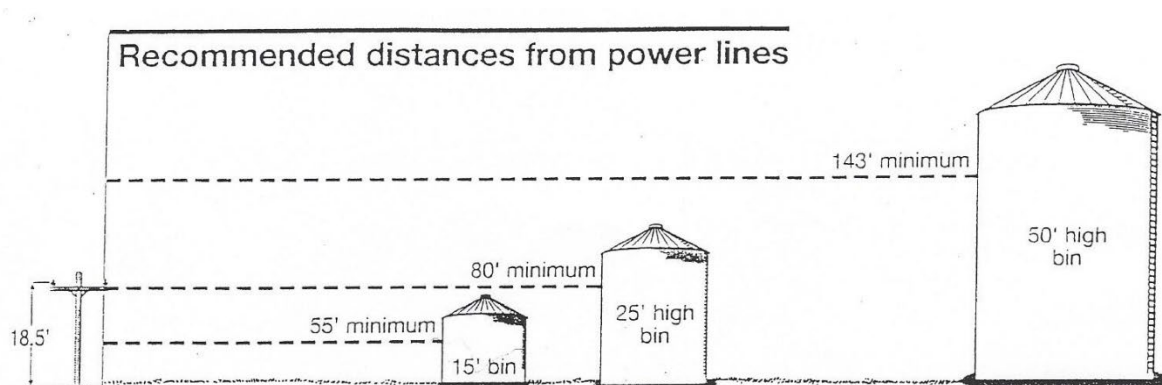 Recommended distances from power lines
143' minimum
50' high
bin
80' minimum
25' high
bin
18.5'
55' minimum
15' bin